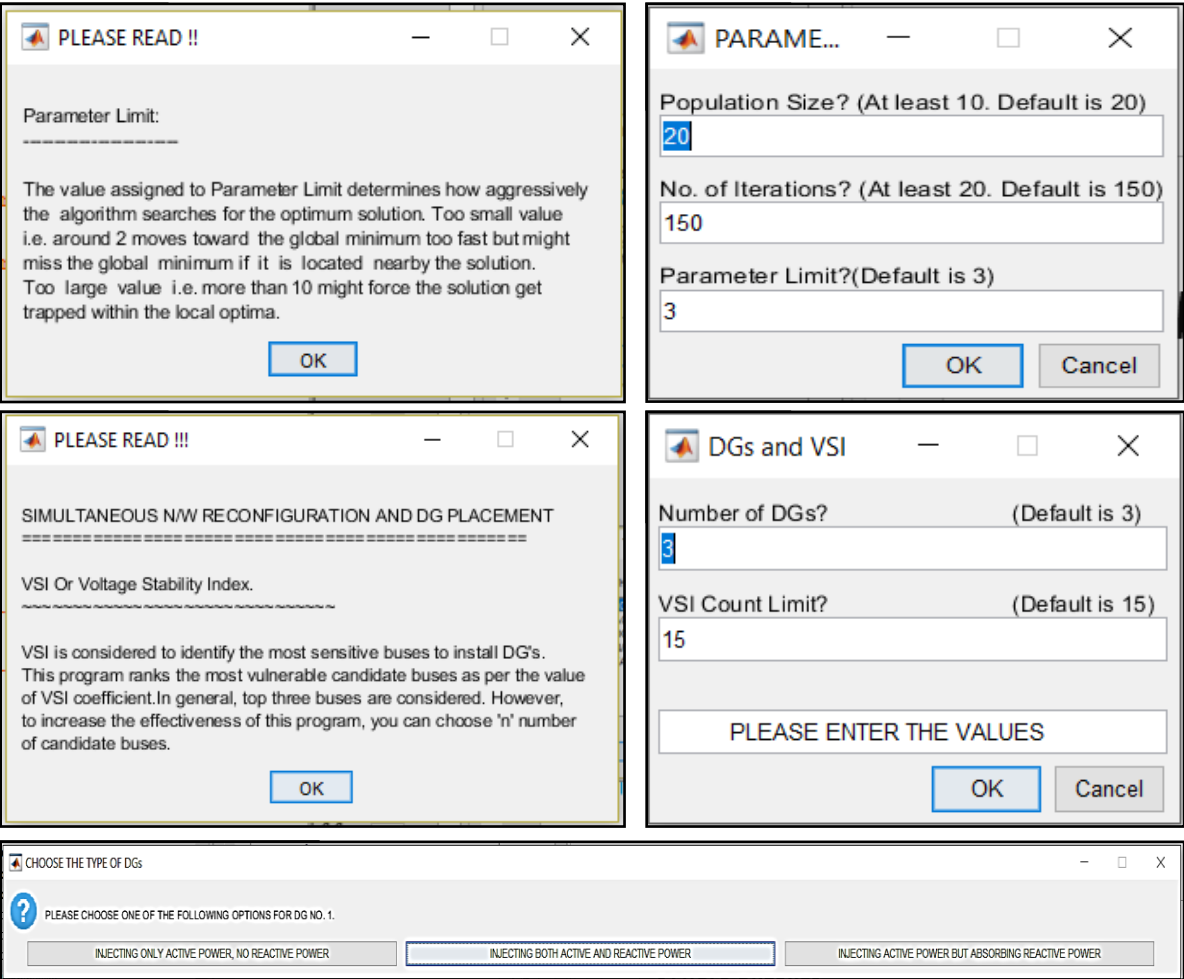 PLEASE READ !!
Parameter Limit:
-------------------------
The value assigned to Parameter Limit determines how aggressively
the algorithm searches for the optimum solution. Too small value
i.e. around 2 moves toward the global minimum too fast but might
miss the global minimum if it is located nearby the solution.
Too large value i.e. more than 10 might force the solution get
trapped within the local optima.
OK
PARAME...
Population Size? (At least 10. Default is 20)
20
No. of Iterations? (At least 20. Default is 150)
150
Parameter Limit?(Default is 3)
3
OK Cancel
PLEASE READ !!!
SIMULTANEOUS N/W RECONFIGURATION AND DG PLACEMENT
==================================================
VSI Or Voltage Stability Index.
~~~~~~~~~~~~~~~~~~~~~~~~~~~~~~~
VSI is considered to identify the most sensitive buses to install DG's.
This program ranks the most vulnerable candidate buses as per the value
of VSI coefficient.In general, top three buses are considered. However,
to increase the effectiveness of this program, you can choose 'n' number
of candidate buses.
OK
DGs and VSI
Number of DGs? (Default is 3)
3
VSI Count Limit? (Default is 15)
15
PLEASE ENTER THE VALUES
OK Cancel
CHOOSE THE TYPE OF DGs
PLEASE CHOOSE ONE OF THE FOLLOWING OPTIONS FOR DG NO. 1.
INJECTING ONLY ACTIVE POWER, NO REACTIVE POWER INJECTING BOTH ACTIVE AND REACTIVE POWER INJECTING ACTIVE POWER BUT ABSORBING REACTIVE POWER